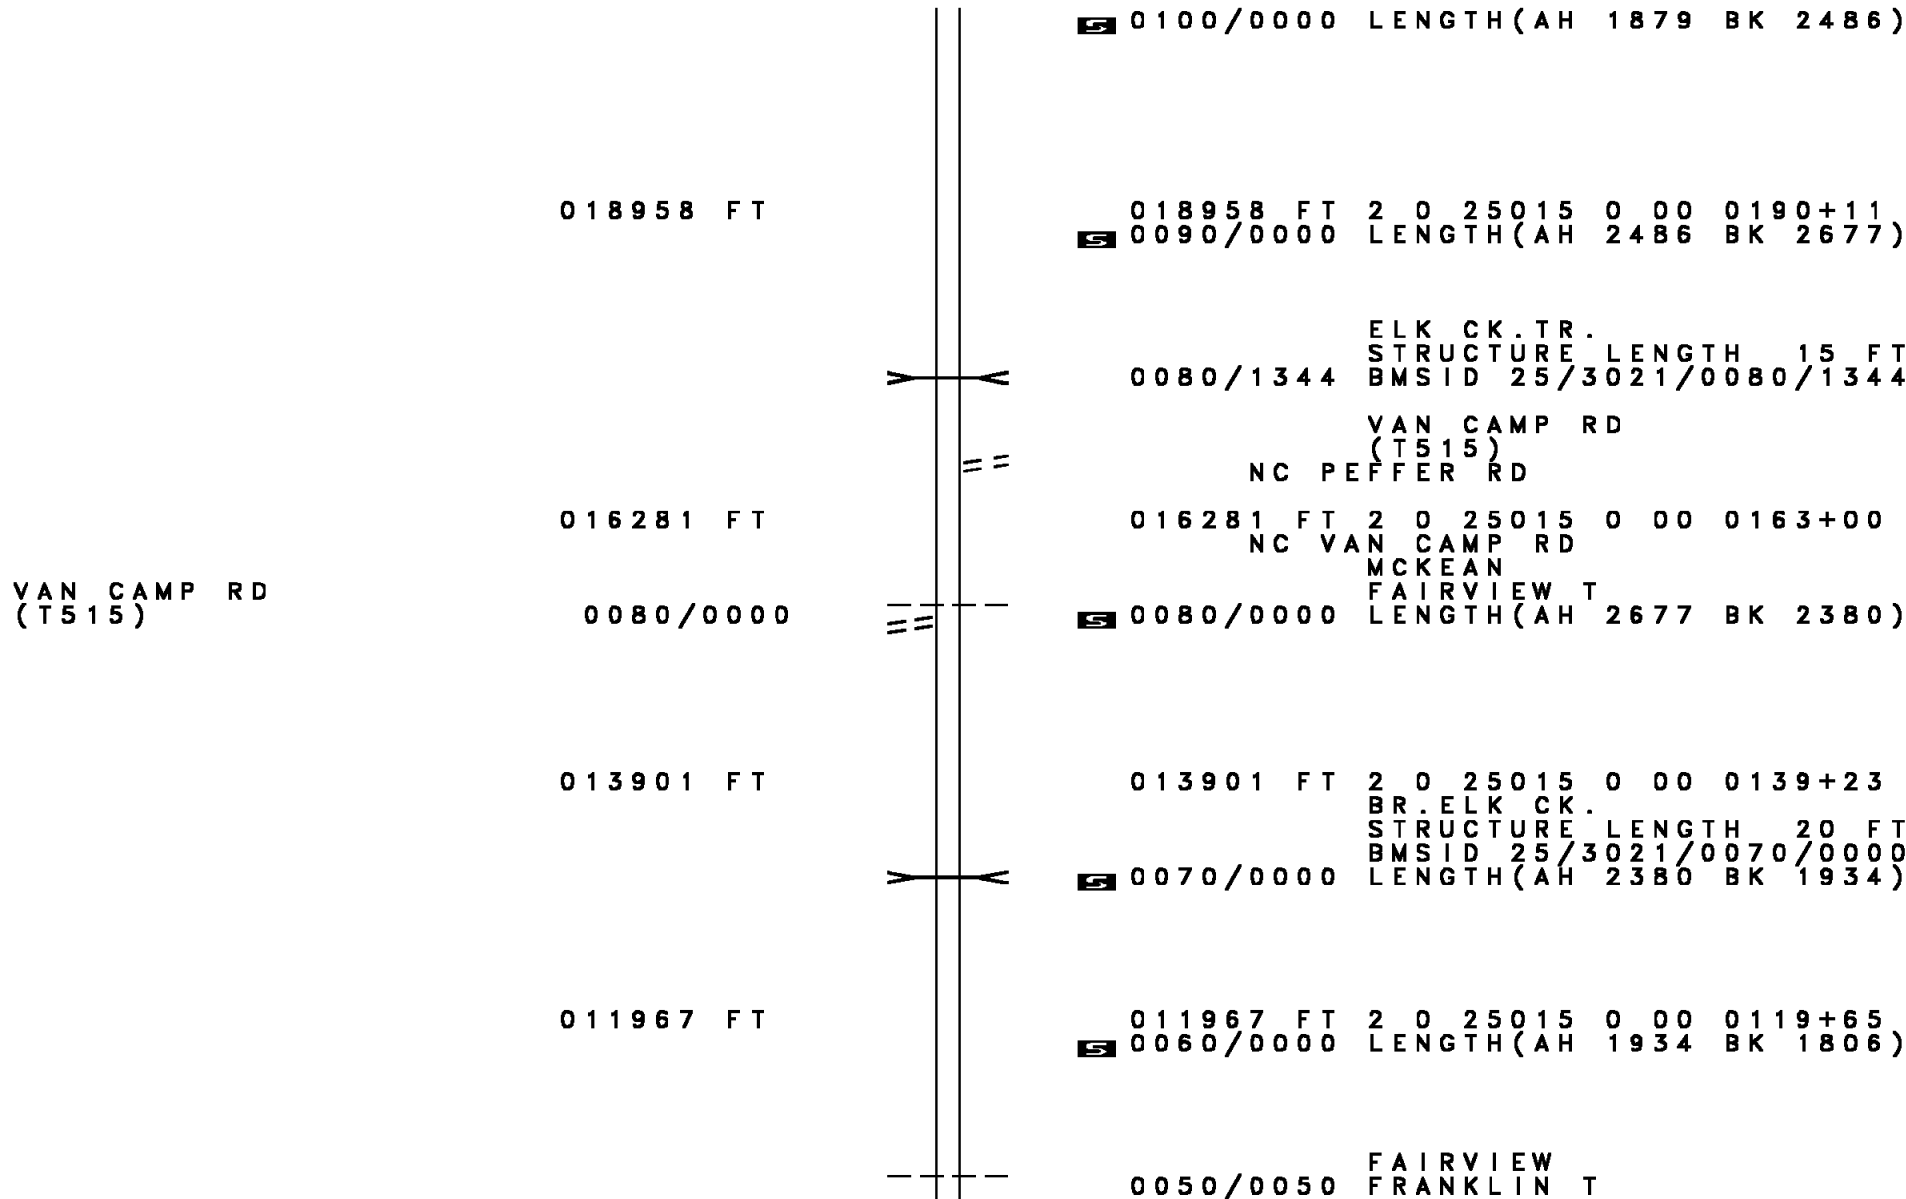 S 0100/0000 LENGTH(AH 1879 BK 2486)
018958 FT 018958 FT 2 0 25015 0 00 0190+11
S 0090/0000 LENGTH(AH 2486 BK 2677)
ELK CK.TR.
STRUCTURE LENGTH 15 FT
0080/1344 BMSID 25/3021/0080/1344
VAN CAMP RD
(T515)
NC PEFFER RD
016281 FT 016281 FT 2 0 25015 0 00 0163+00
NC VAN CAMP RD
MCKEAN
VAN CAMP RD FAIRVIEW T
(T515) 0080/0000 S 0080/0000 LENGTH(AH 2677 BK 2380)
013901 FT 013901 FT 2 0 25015 0 00 0139+23
BR.ELK CK.
STRUCTURE LENGTH 20 FT
BMSID 25/3021/0070/0000
S 0070/0000 LENGTH(AH 2380 BK 1934)
011967 FT 011967 FT 2 0 25015 0 00 0119+65
S 0060/0000 LENGTH(AH 1934 BK 1806)
FAIRVIEW
0050/0050 FRANKLIN T